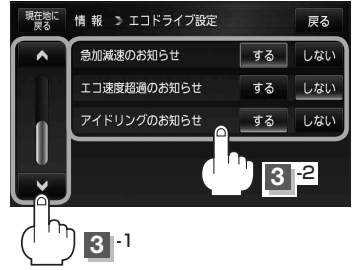 現在地に
戻る
情 報 エコドライブ設定 戻る
急加減速のお知らせ する しない
エコ速度超過のお知らせ する しない
アイドリングのお知らせ する しない
3 -2
3 -1